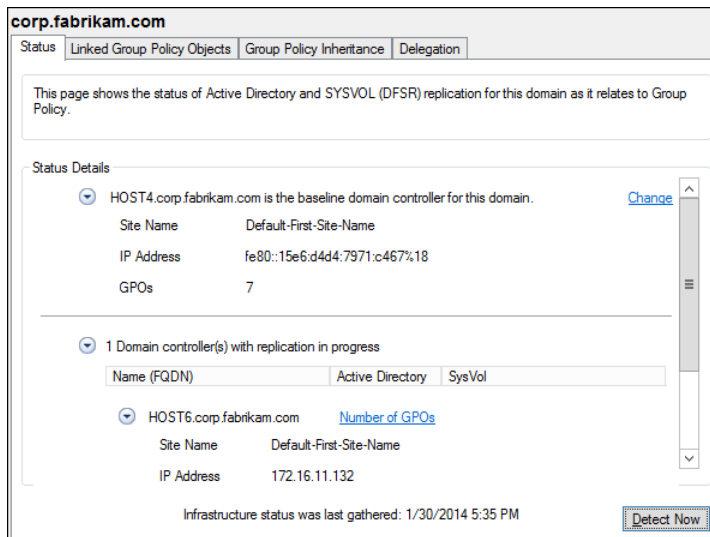 corp.fabrikam.com
Status Linked Group Policy Objects Group Policy Inheritance Delegation
This page shows the status of Active Directory and SYSVOL (DFSR) replication for this domain as it relates to Group
Policy.
Status Details
HOST4.corp.fabrikam.com is the baseline domain controller for this domain. Change
Site Name Default-First-Site-Name
IP Address fe80::15e6:d4d4:7971:c467%18
GPOs 7
1 Domain controller(s) with replication in progress
Name (FQDN) Active Directory SysVol
HOST6.corp.fabrikam.com Number of GPOs
Site Name Default-First-Site-Name
IP Address 172.16.11.132
Infrastructure status was last gathered: 1/30/2014 5:35 PM Detect Now